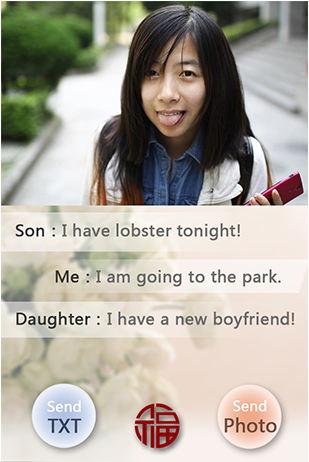 Son : I have lobster tonight!
Me : I am going to the park.
Daughter : I have a new boyfriend!
Send
TXT
福
Send
Photo